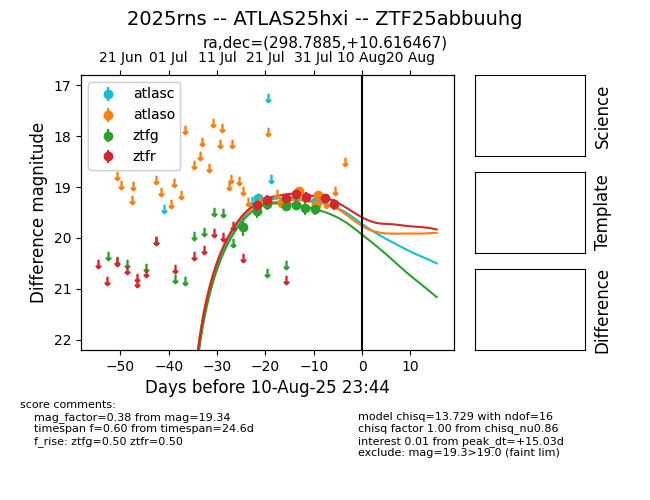 2025rns -- ATLAS25hxi -- ZTF25abbuuhg
ra,dec=(298.7885,+10.616467)
21 Jun 01 Jul 11 Jul 21 Jul 31 Jul 10 Aug 20 Aug
17
18
19
20
21
22
Difference magnitude
atlasc
atlaso
ztfg
ztfr
−50 −40 −30 −20 −10 0 10
Days before 10-Aug-25 23:44
Science
Template
Difference
score comments:
mag_factor=0.38 from mag=19.34
timespan f=0.60 from timespan=24.6d
f_rise: ztfg=0.50 ztfr=0.50
model chisq=13.729 with ndof=16
chisq factor 1.00 from chisq_nu0.86
interest 0.01 from peak_dt=+15.03d
exclude: mag=19.3>19.0 (faint lim)